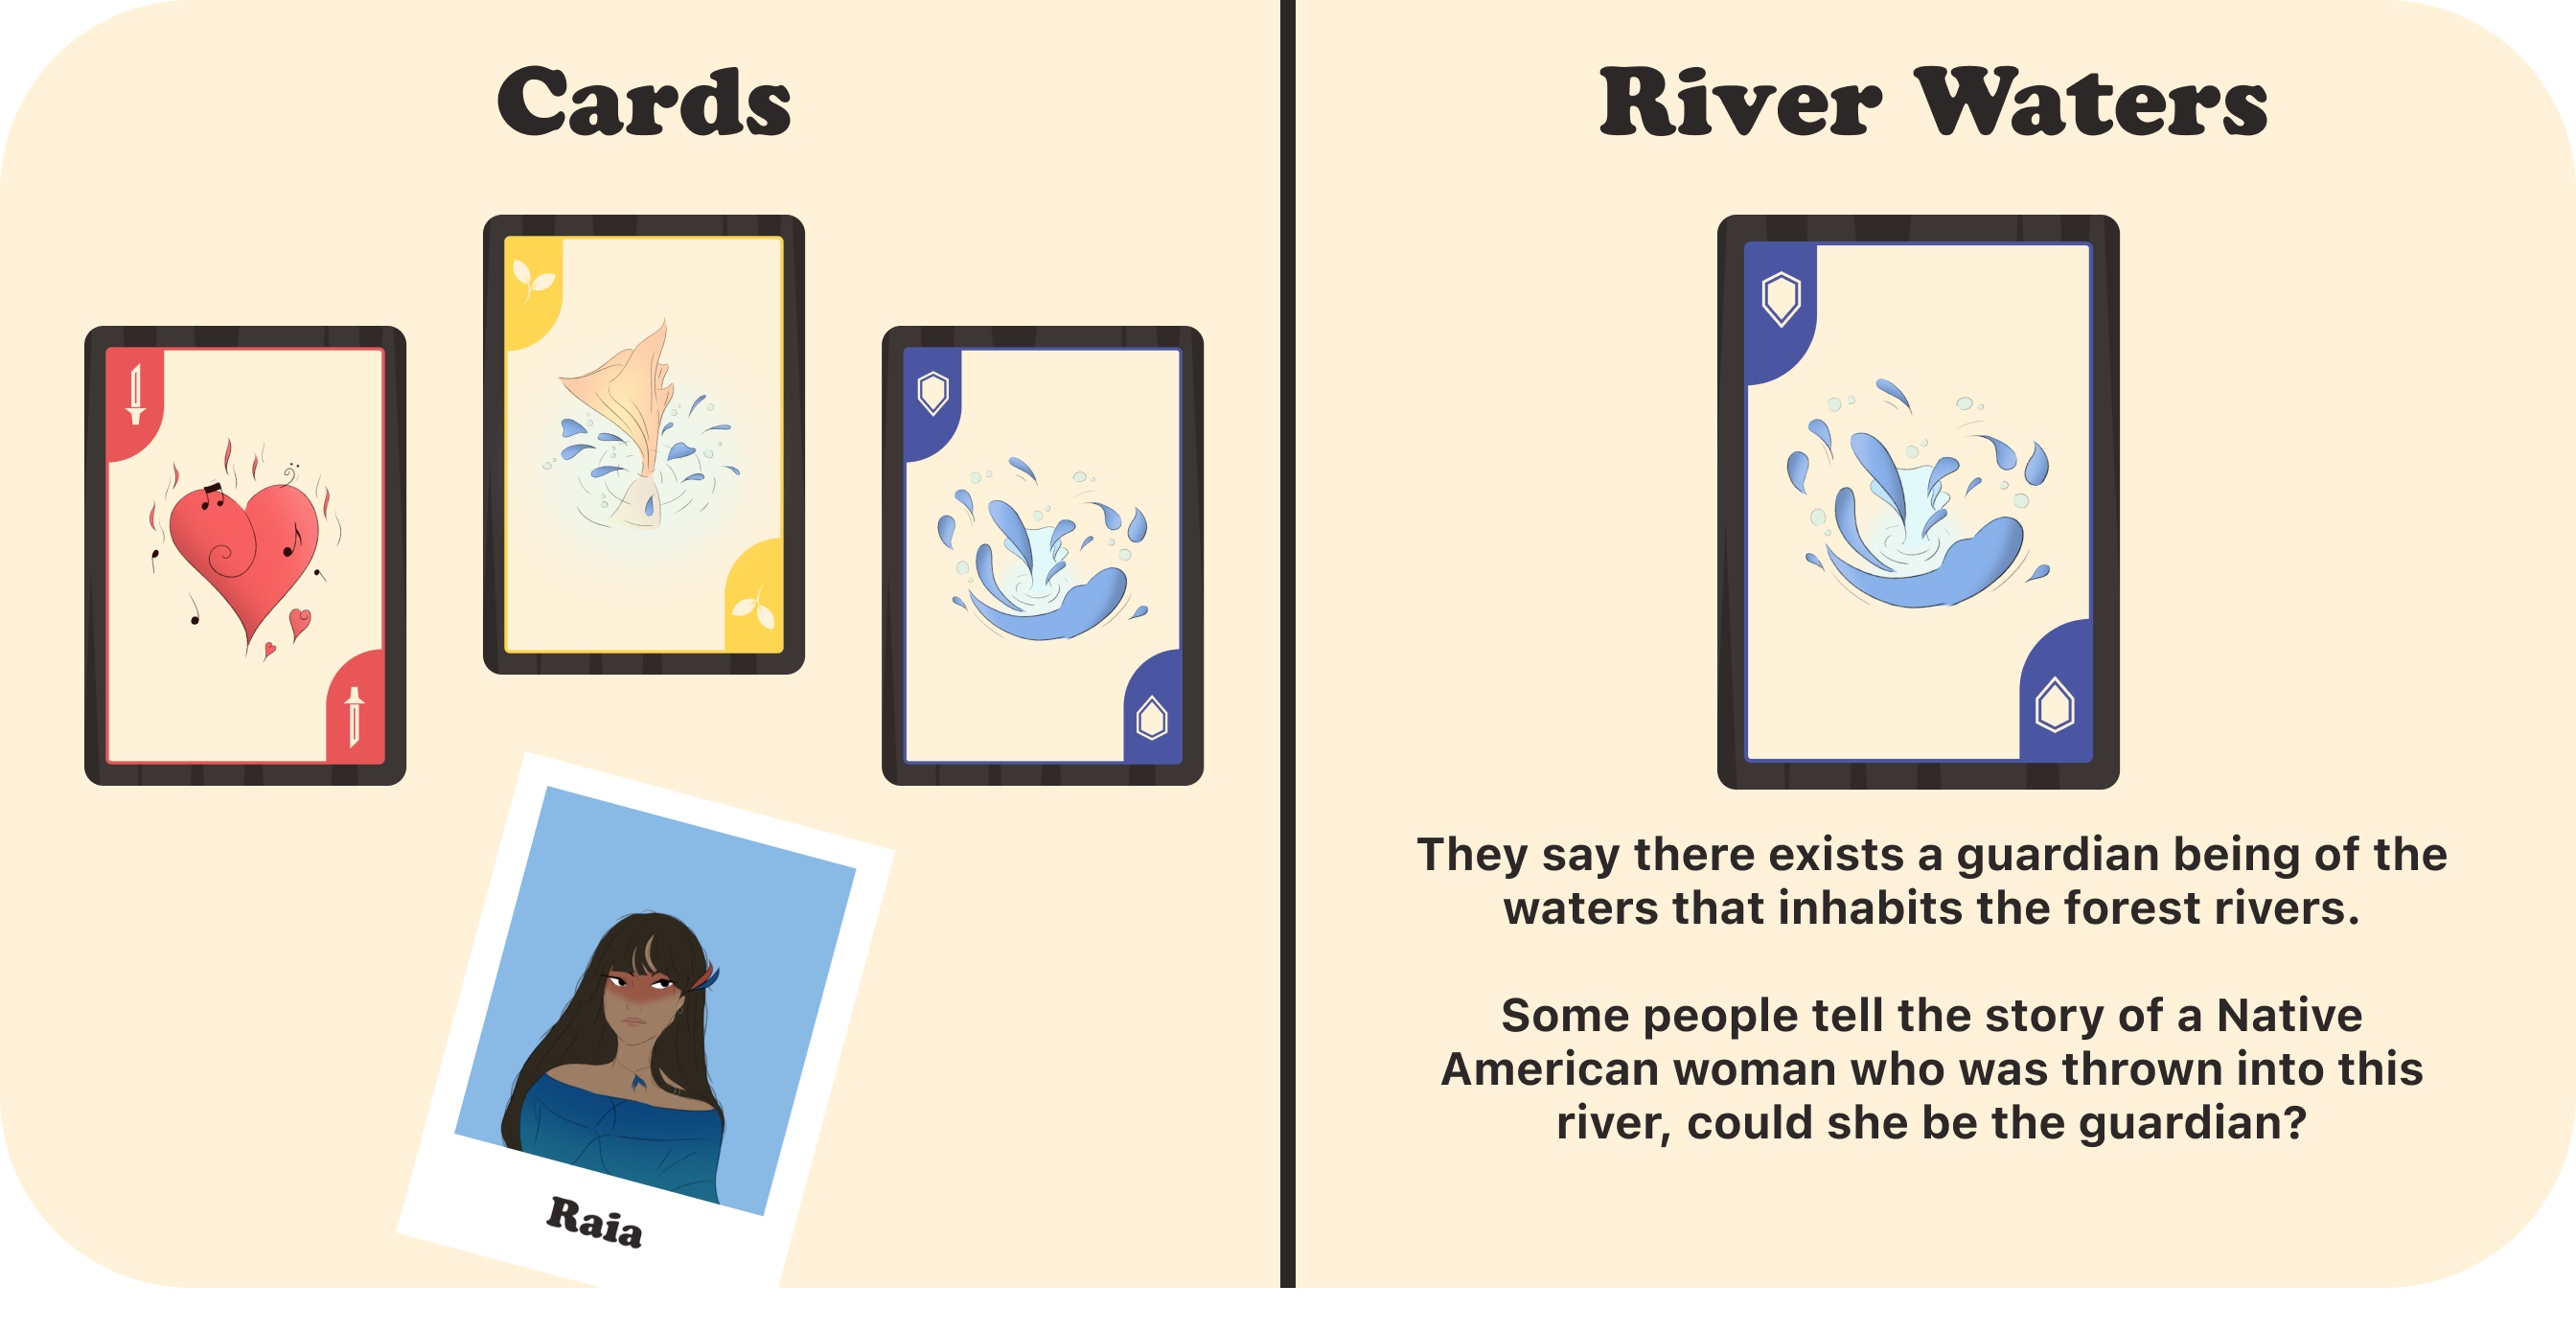 Cards
Raia
River Waters
They say there exists a guardian being of the
waters that inhabits the forest rivers.
Some people tell the story of a Native
American woman who was thrown into this
river, could she be the guardian?